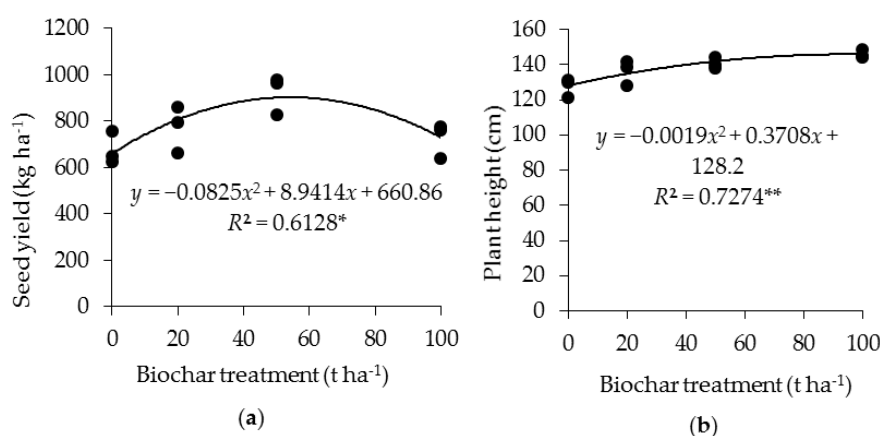 Seed yield (kg ha⁻¹)
1200
1000
800
600
400
200
0
y = −0.0825x² + 8.9414x + 660.86
R² = 0.6128*
0 20 40 60 80 100
Biochar treatment (t ha⁻¹)
(a)
Plant height (cm)
160
140
120
100
80
60
40
20
0
y = −0.0019x² + 0.3708x +
128.2
R² = 0.7274**
0 20 40 60 80 100
Biochar treatment (t ha⁻¹)
(b)